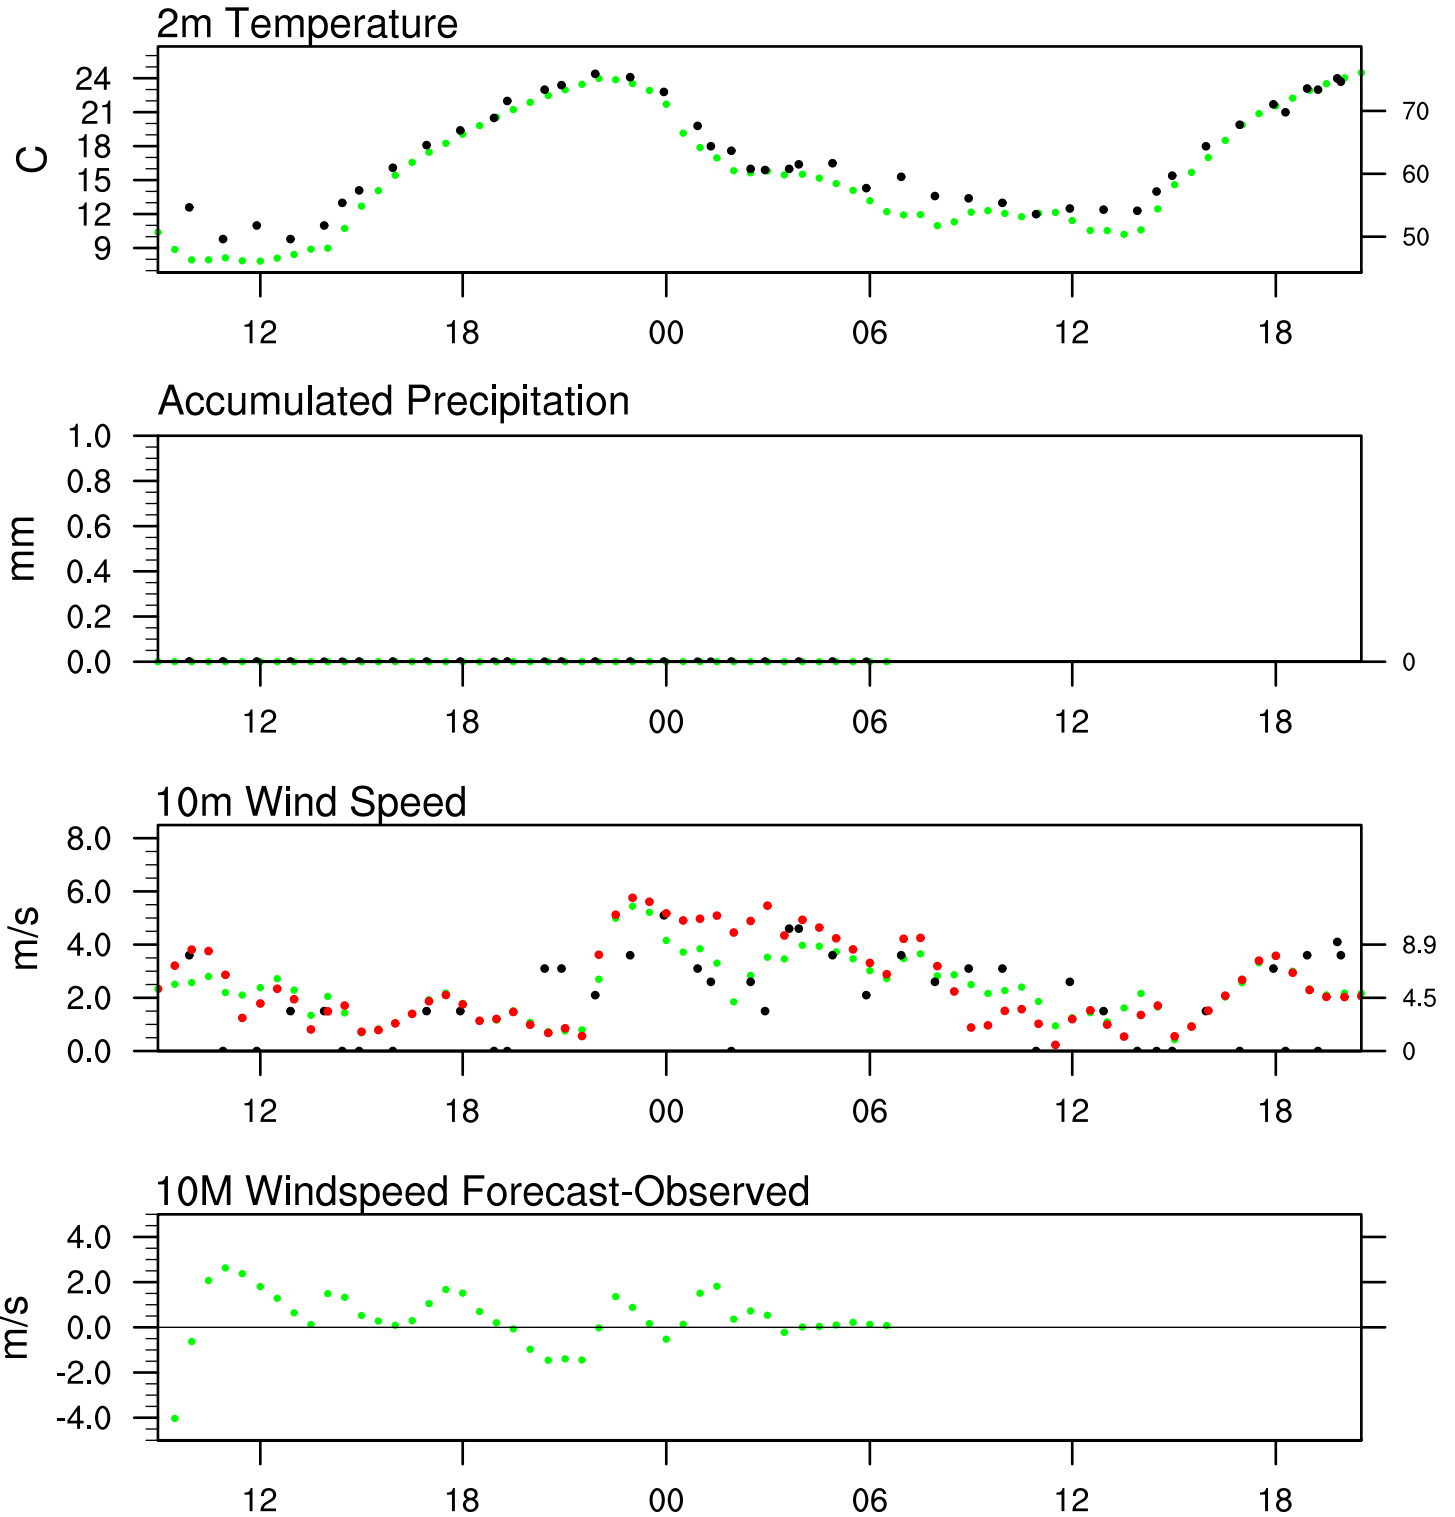 2m Temperature
24
21
18
15
12
9
C
70
60
50
12 18 00 06 12 18
Accumulated Precipitation
1.0
0.8
0.6
0.4
0.2
0.0
mm
0
12 18 00 06 12 18
10m Wind Speed
8.0
6.0
4.0
2.0
0.0
m/s
8.9
4.5
0
12 18 00 06 12 18
10M Windspeed Forecast-Observed
4.0
2.0
0.0
-2.0
-4.0
m/s
12 18 00 06 12 18